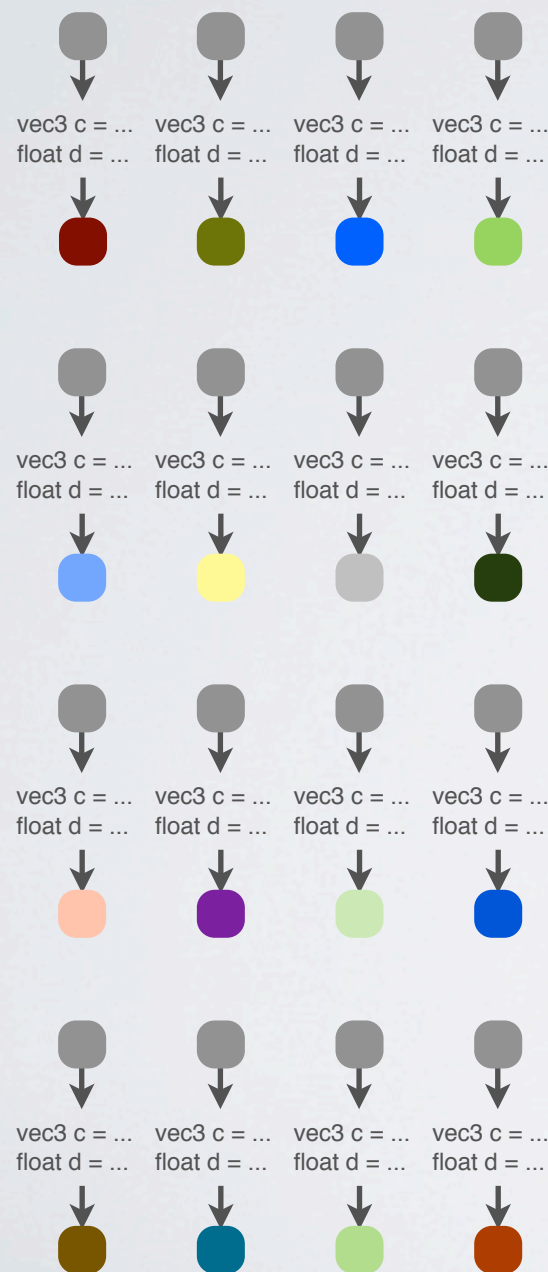 vec3 c = ... vec3 c = ... vec3 c = ... vec3 c = ...
float d = ... float d = ... float d = ... float d = ...
vec3 c = ... vec3 c = ... vec3 c = ... vec3 c = ...
float d = ... float d = ... float d = ... float d = ...
vec3 c = ... vec3 c = ... vec3 c = ... vec3 c = ...
float d = ... float d = ... float d = ... float d = ...
vec3 c = ... vec3 c = ... vec3 c = ... vec3 c = ...
float d = ... float d = ... float d = ... float d = ...